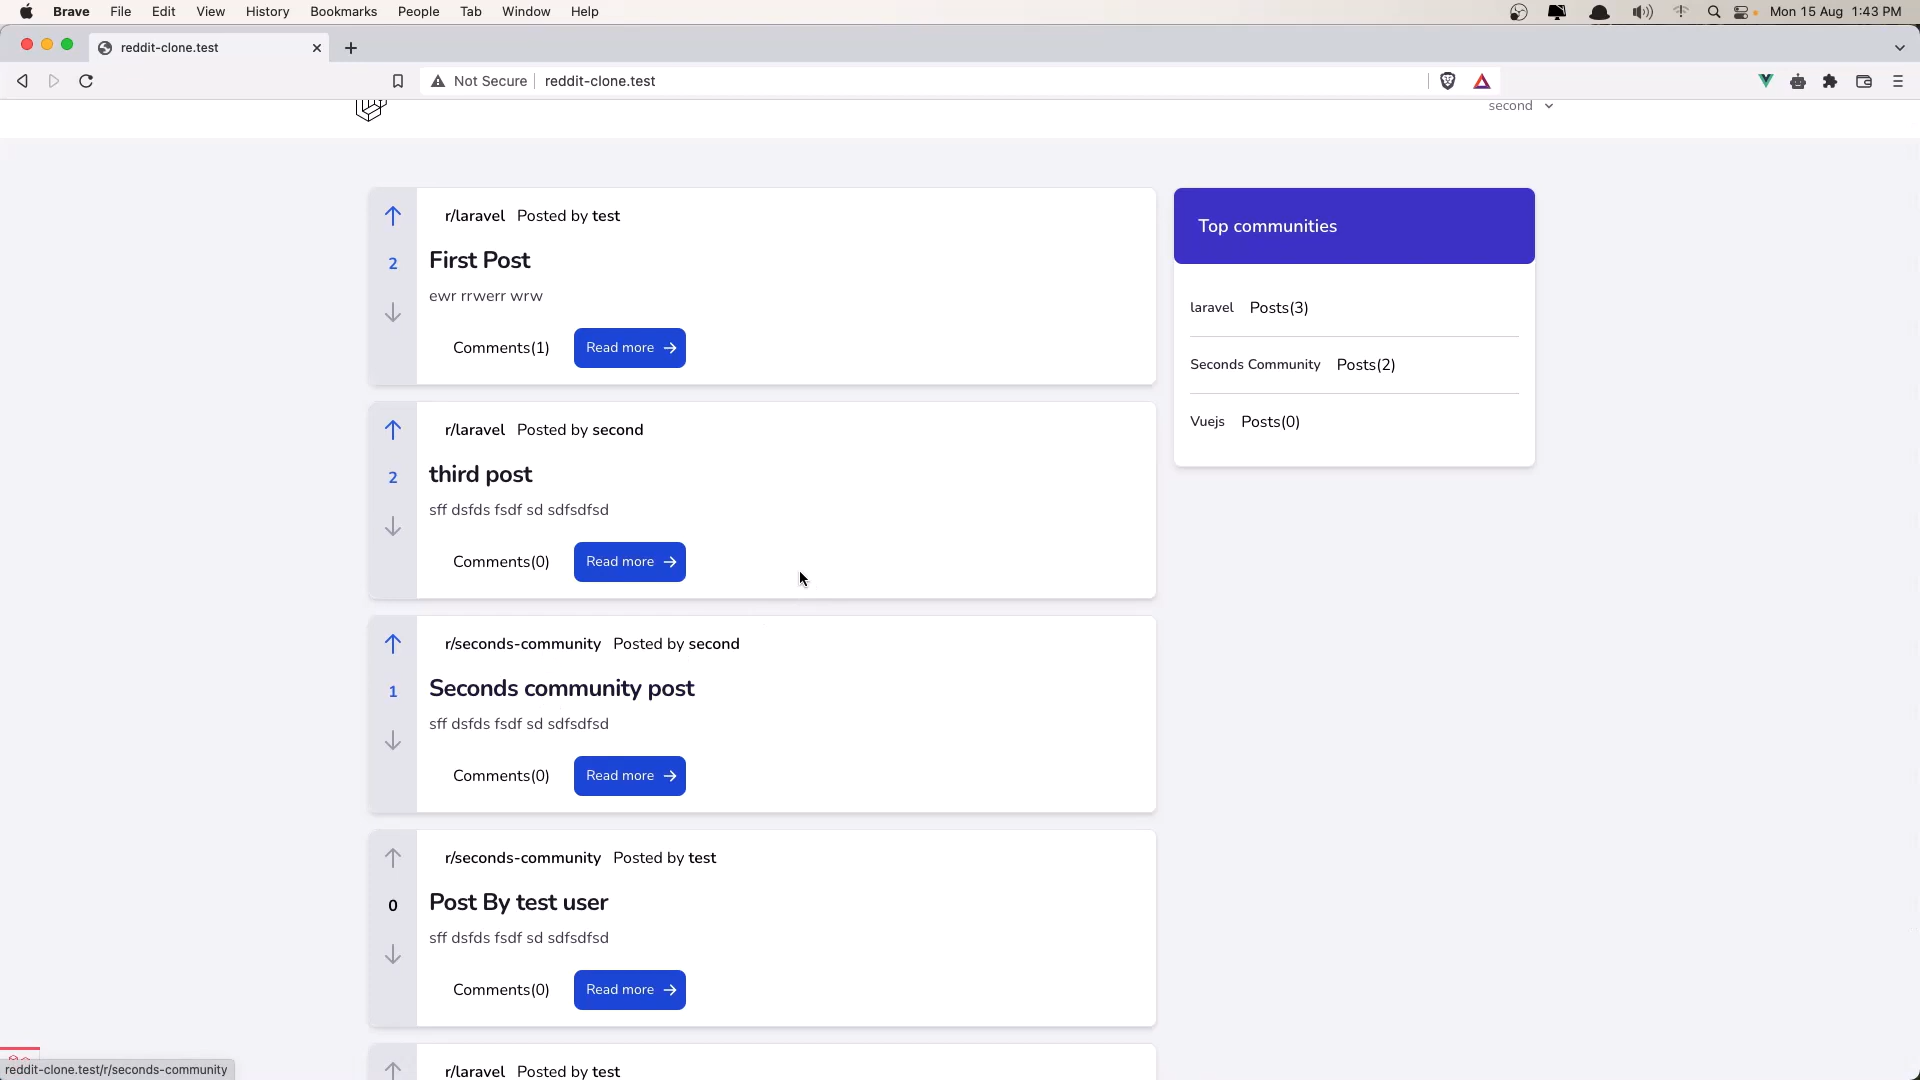 Brave File Edit View History Bookmarks People Tab Window Help Mon 15 Aug 1:43 PM
reddit-clone.test
Not Secure reddit-clone.test
second
r/laravel Posted by test
First Post
ewr rrwerr wrw
2
Comments(1) Read more
r/laravel Posted by second
third post
sff dsfds fsdf sd sdfsdfsd
2
Comments(0) Read more
r/seconds-community Posted by second
Seconds community post
sff dsfds fsdf sd sdfsdfsd
1
Comments(0) Read more
r/seconds-community Posted by test
Post By test user
sff dsfds fsdf sd sdfsdfsd
0
Comments(0) Read more
r/laravel Posted by test
Top communities
laravel Posts(3)
Seconds Community Posts(2)
Vuejs Posts(0)
reddit-clone.test/r/seconds-community